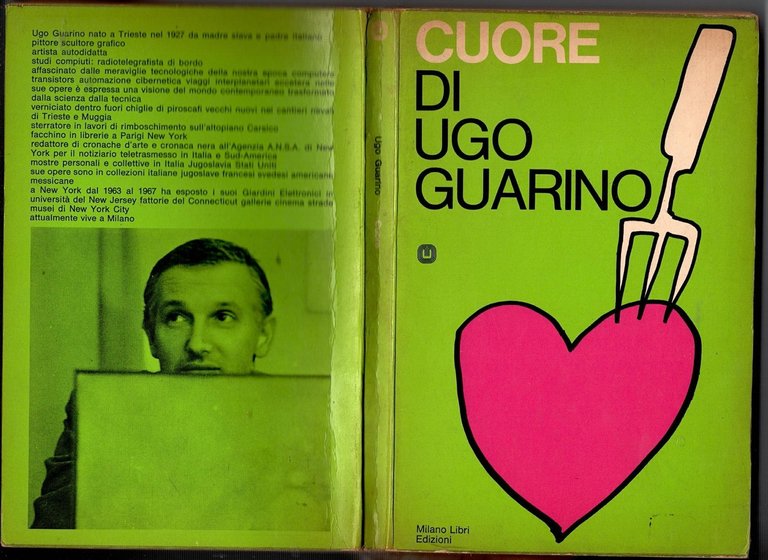 Ugo Guarino nato a Trieste nel 1927 da madre slava e padre italiano
pittore scultore grafico
artista autodidatta
studi compiuti: radiotelegrafista di bordo
affascinato dalle meraviglie tecnologiche della nostra epoca computers
transistors automazione cibernetica viaggi interplanetari eccetera nelle
sue opere è espressa una visione del mondo contemporaneo trasformato
dalla scienza dalla tecnica
verniciato dentro fuori chiglie di piroscafi vecchi nuovi nei cantieri navali
di Trieste e Muggia
sterratore in lavori di rimboschimento sull'altopiano Carsico
facchino in librerie a Parigi New York
redattore di cronache d'arte e cronaca nera all'Agenzia A.N.S.A. di New
York per il notiziario teletrasmesso in Italia e Sud-America
mostre personali e collettive in Italia Jugoslavia Stati Uniti
sue opere sono in collezioni italiane jugoslave francesi svedesi americane
messicane
a New York dal 1963 al 1967 ha esposto i suoi Giardini Elettronici in
università del New Jersey fattorie del Connecticut gallerie cinema strade
musei di New York City
attualmente vive a Milano
Ugo Guarino
CUORE
DI
UGO
GUARINO
Milano Libri
Edizioni